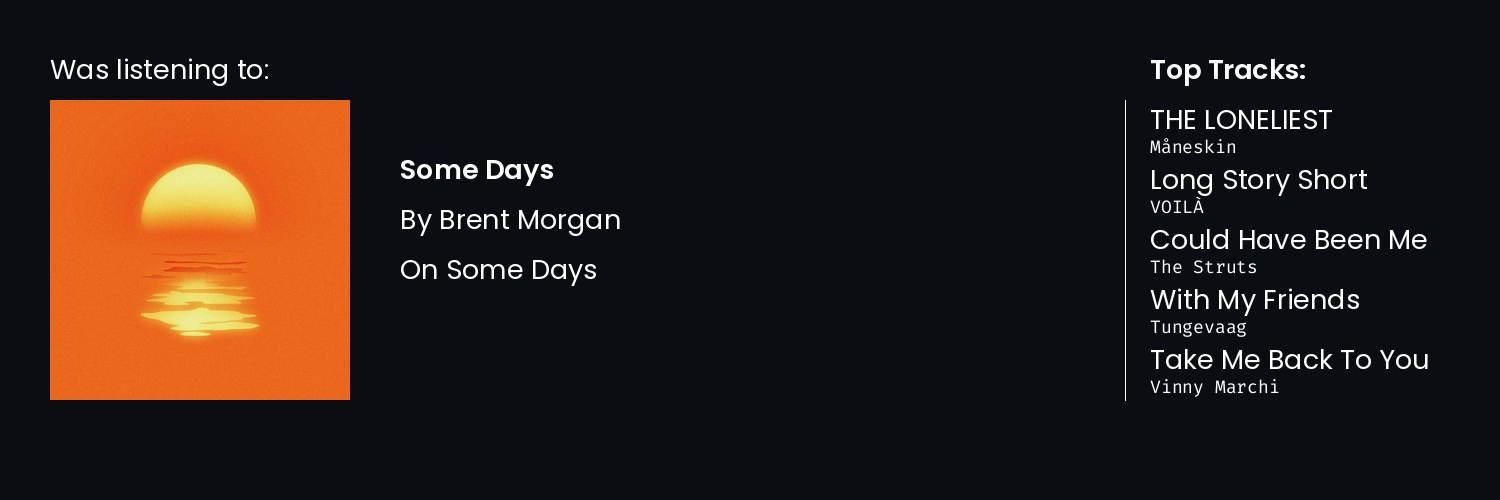 Was listening to:
Some Days
By Brent Morgan
On Some Days
Top Tracks:
THE LONELIEST
Måneskin
Long Story Short
VOILÀ
Could Have Been Me
The Struts
With My Friends
Tungevaag
Take Me Back To You
Vinny Marchi